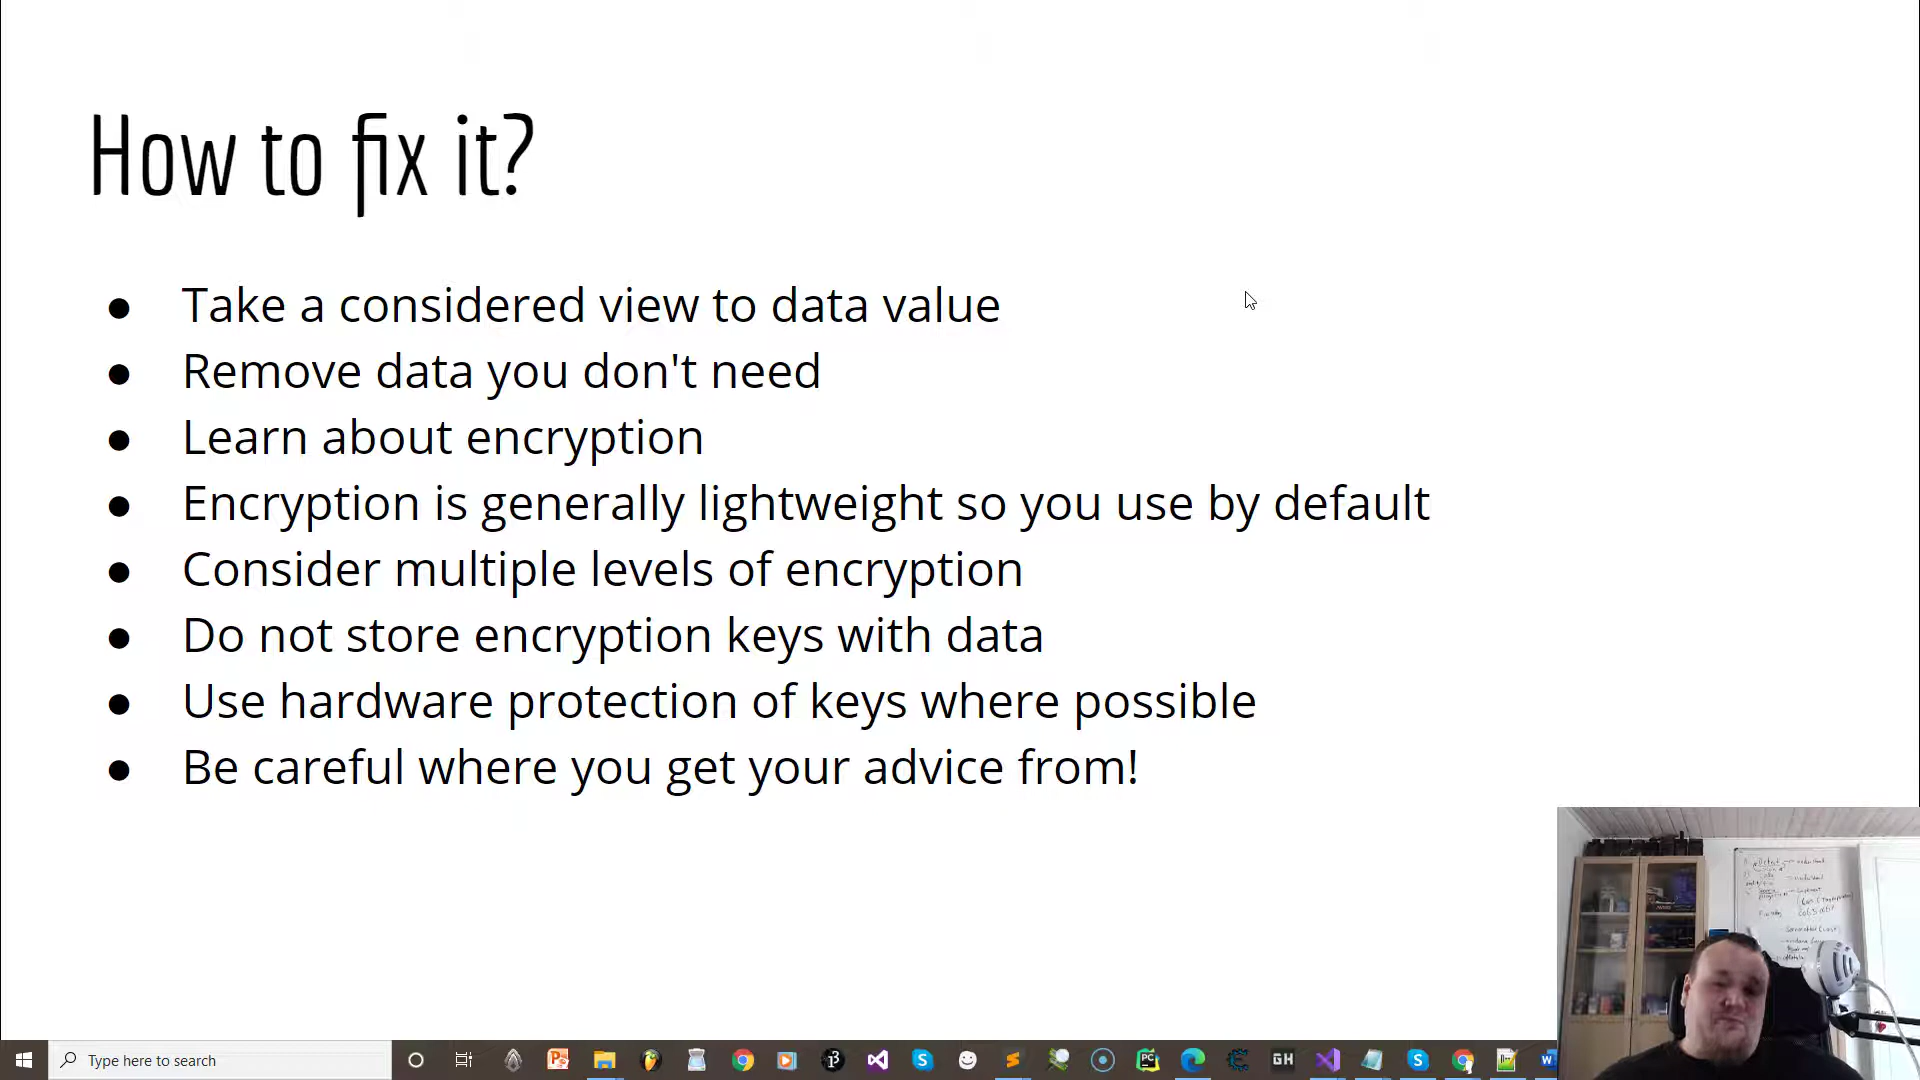 How to fix it?
● Take a considered view to data value
● Remove data you don't need
● Learn about encryption
● Encryption is generally lightweight so you use by default
● Consider multiple levels of encryption
● Do not store encryption keys with data
● Use hardware protection of keys where possible
● Be careful where you get your advice from!
Type here to search
PC
GH